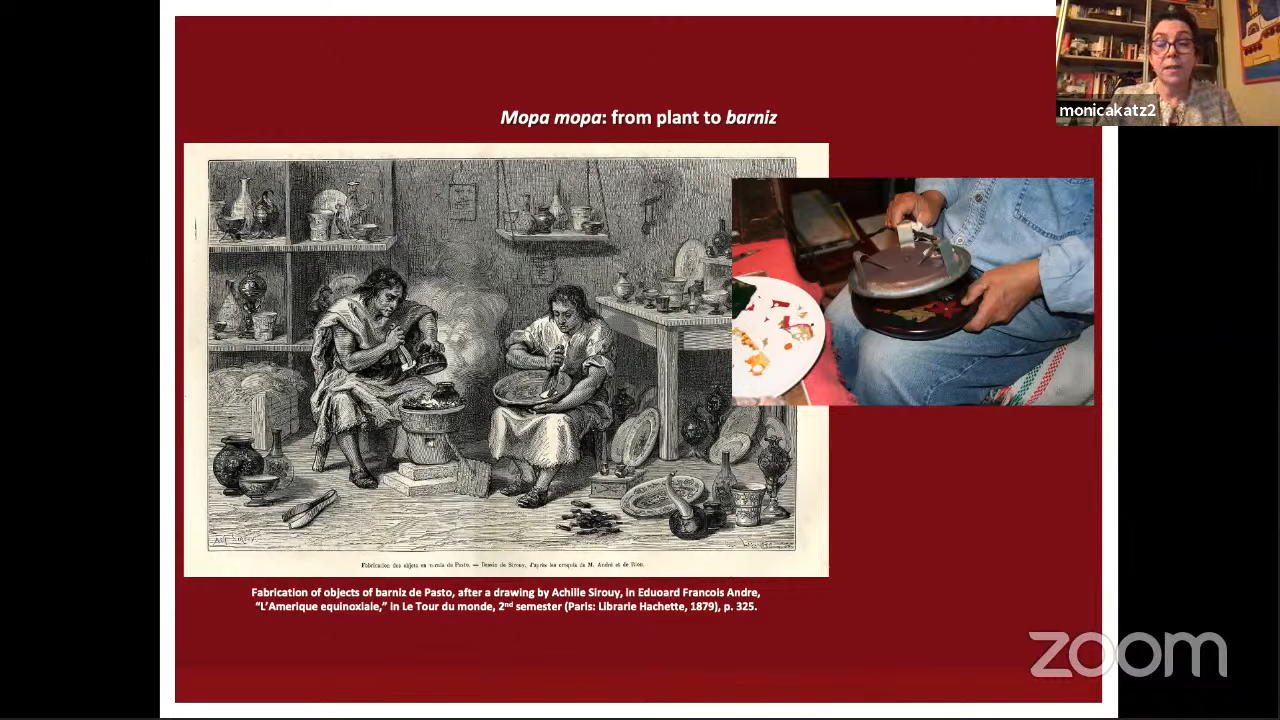 monicakatz2
Mopa mopa: from plant to barniz
Fabrication des objets en vernis de Pasto. — Dessin de Sirouy, d'après les croquis de M. André et de Riou.
Fabrication of objects of barniz de Pasto, after a drawing by Achille Sirouy, in Eduoard Francois Andre,
“L’Amerique equinoxiale,” in Le Tour du monde, 2nd semester (Paris: Librarie Hachette, 1879), p. 325.
zoom